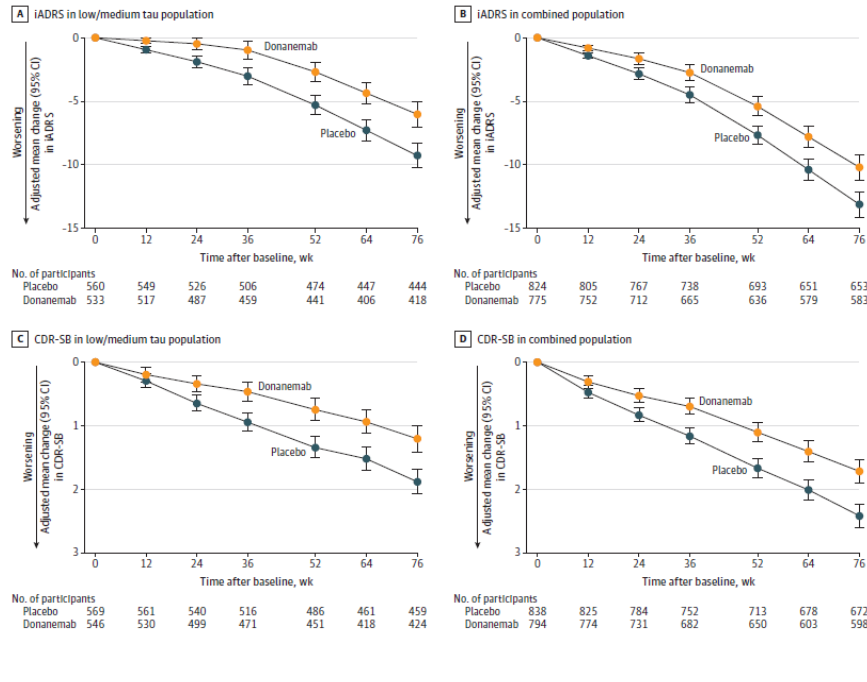 A iADRS in low/medium tau population
Worsening
Adjusted mean change (95% CI)
in iADRS
0
-5
-10
-15
Donanemab
Placebo
0 12 24 36 52 64 76
Time after baseline, wk
No. of participants
Placebo 560 549 526 506 474 447 444
Donanemab 533 517 487 459 441 406 418
B iADRS in combined population
Worsening
Adjusted mean change (95% CI)
in iADRS
0
-5
-10
-15
Donanemab
Placebo
0 12 24 36 52 64 76
Time after baseline, wk
No. of participants
Placebo 824 805 767 738 693 651 653
Donanemab 775 752 712 665 636 579 583
C CDR-SB in low/medium tau population
Worsening
Adjusted mean change (95% CI)
in CDR-SB
0
1
2
3
Donanemab
Placebo
0 12 24 36 52 64 76
Time after baseline, wk
No. of participants
Placebo 569 561 540 516 486 461 459
Donanemab 546 530 499 471 451 418 424
D CDR-SB in combined population
Worsening
Adjusted mean change (95% CI)
in CDR-SB
0
1
2
3
Donanemab
Placebo
0 12 24 36 52 64 76
Time after baseline, wk
No. of participants
Placebo 838 825 784 752 713 678 672
Donanemab 794 774 731 682 650 603 598